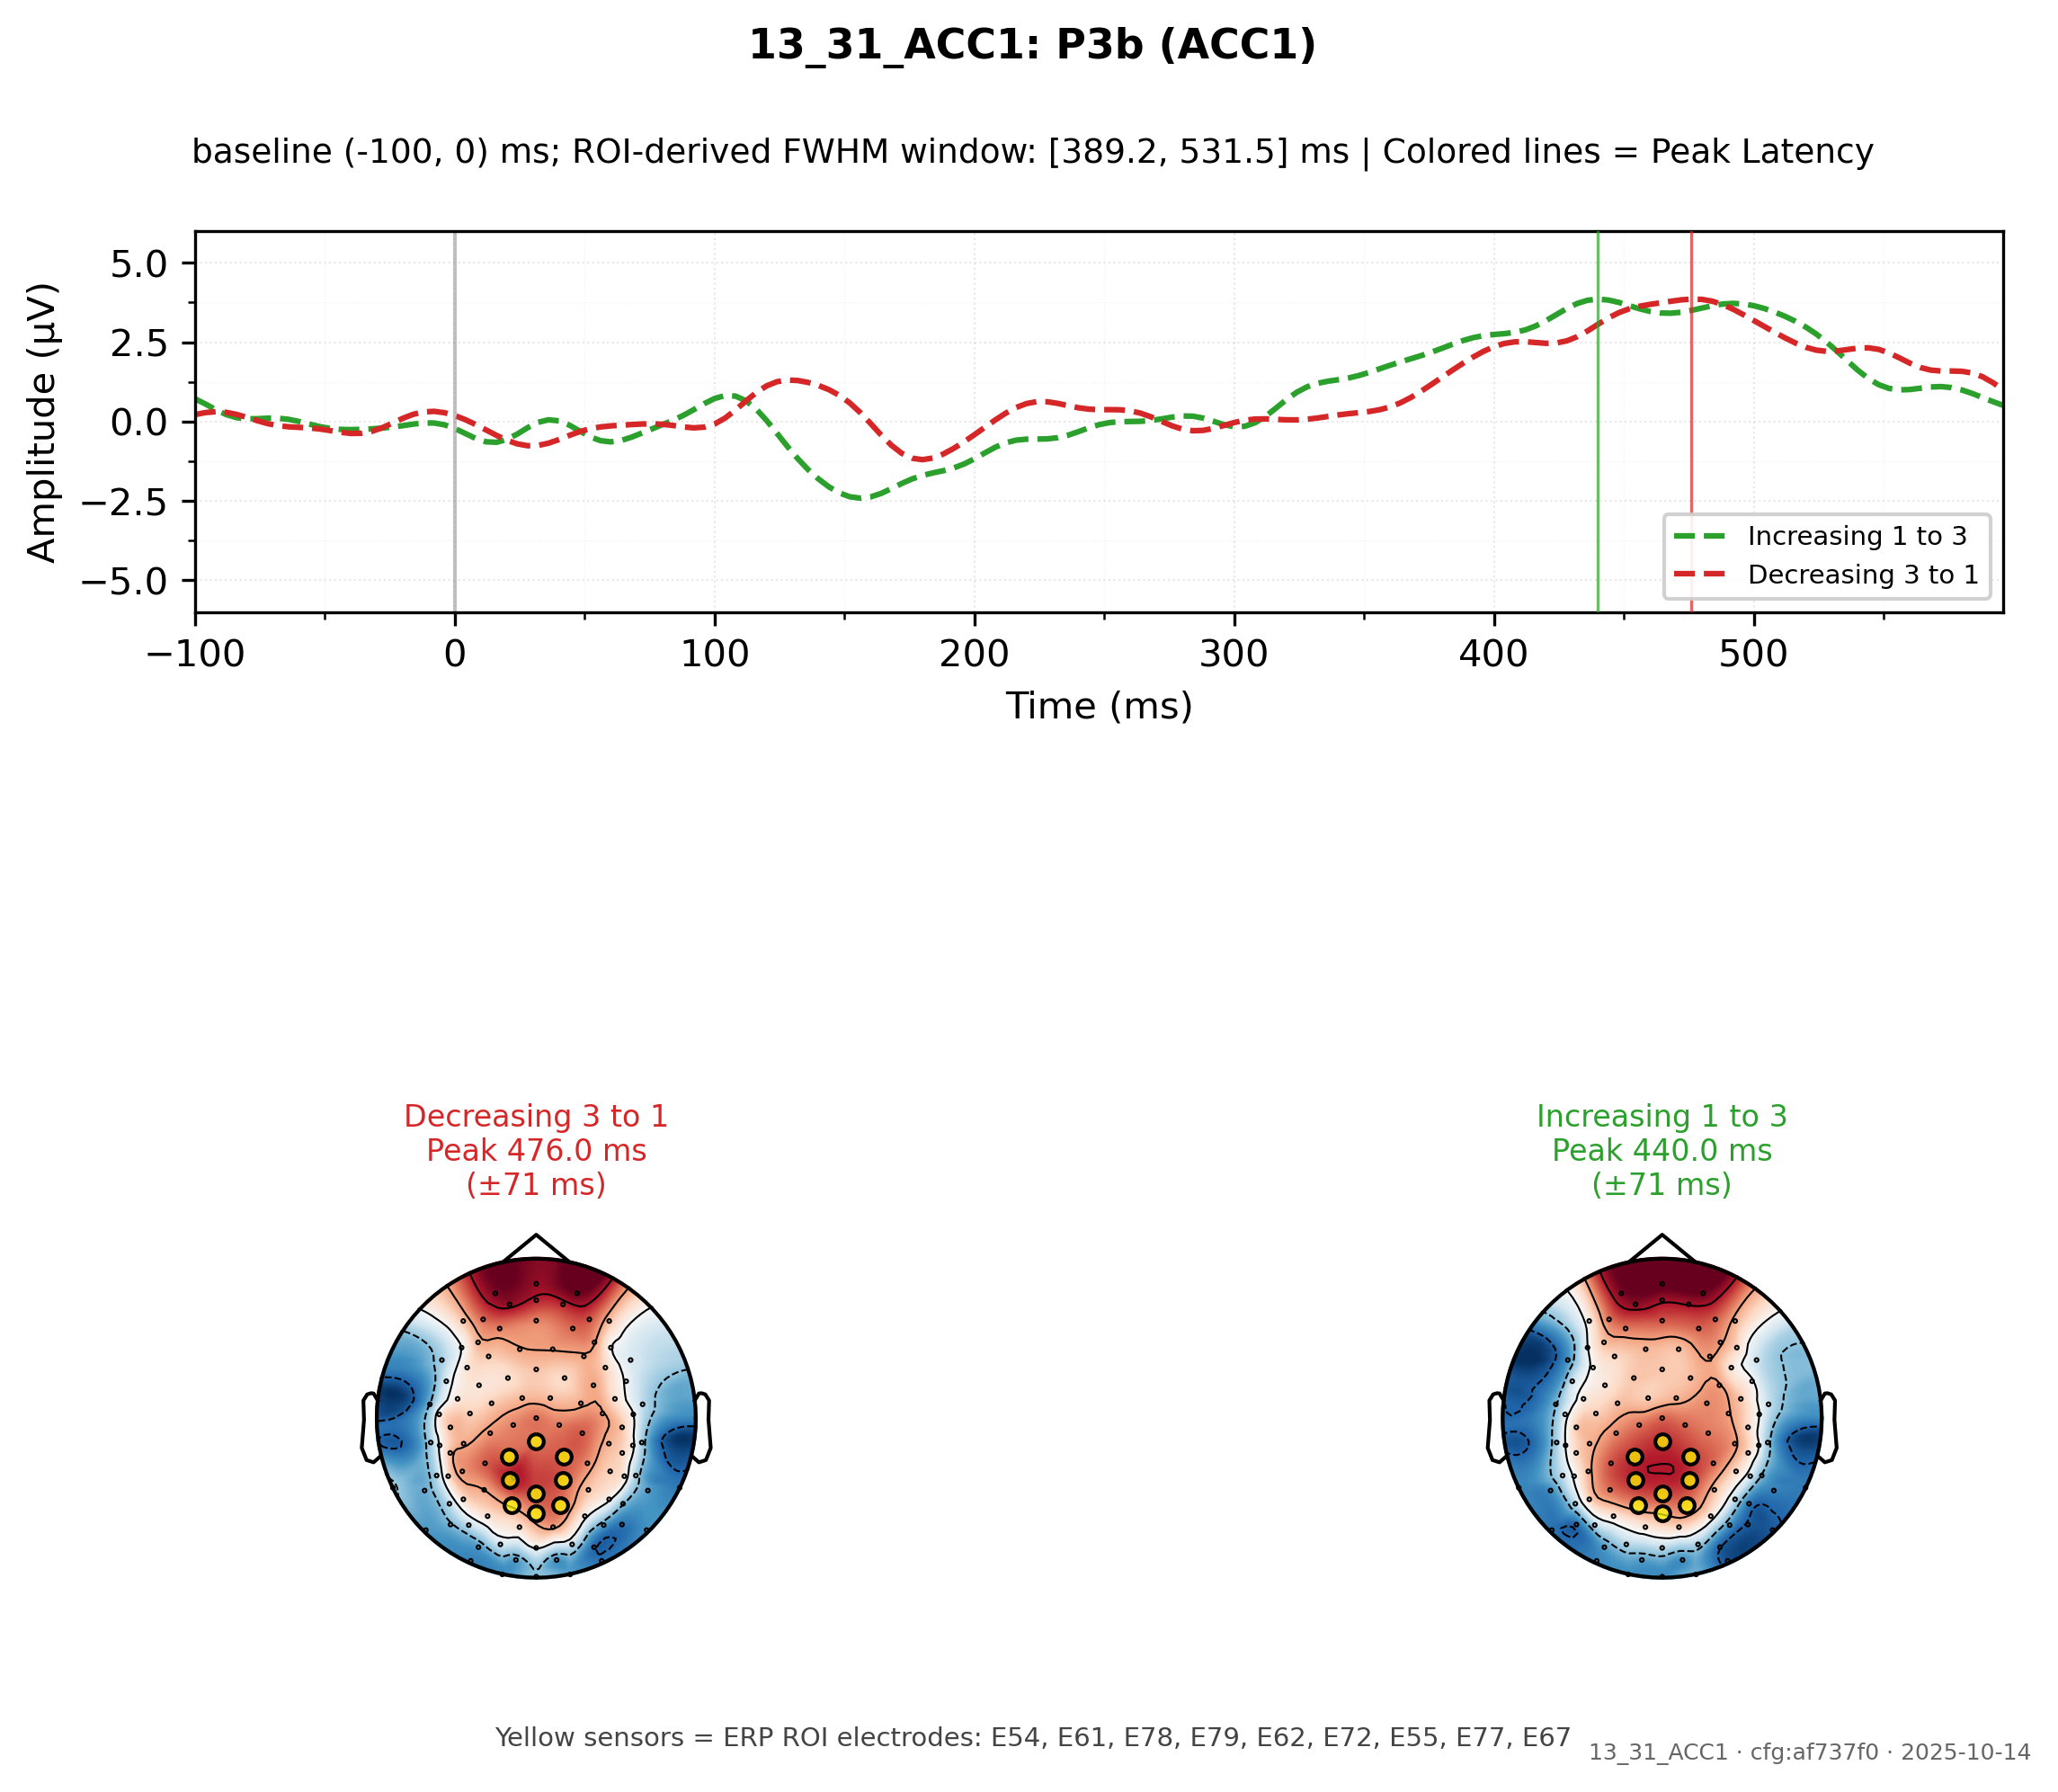 13_31_ACC1: P3b (ACC1)
baseline (-100, 0) ms; ROI-derived FWHM window: [389.2, 531.5] ms | Colored lines = Peak Latency
Amplitude (µV)
5.0
2.5
0.0
−2.5
−5.0
Increasing 1 to 3
Decreasing 3 to 1
−100
0
100
200
300
400
500
Time (ms)
Decreasing 3 to 1
Peak 476.0 ms
(±71 ms)
Increasing 1 to 3
Peak 440.0 ms
(±71 ms)
Yellow sensors = ERP ROI electrodes: E54, E61, E78, E79, E62, E72, E55, E77, E67
13_31_ACC1 · cfg:af737f0 · 2025-10-14